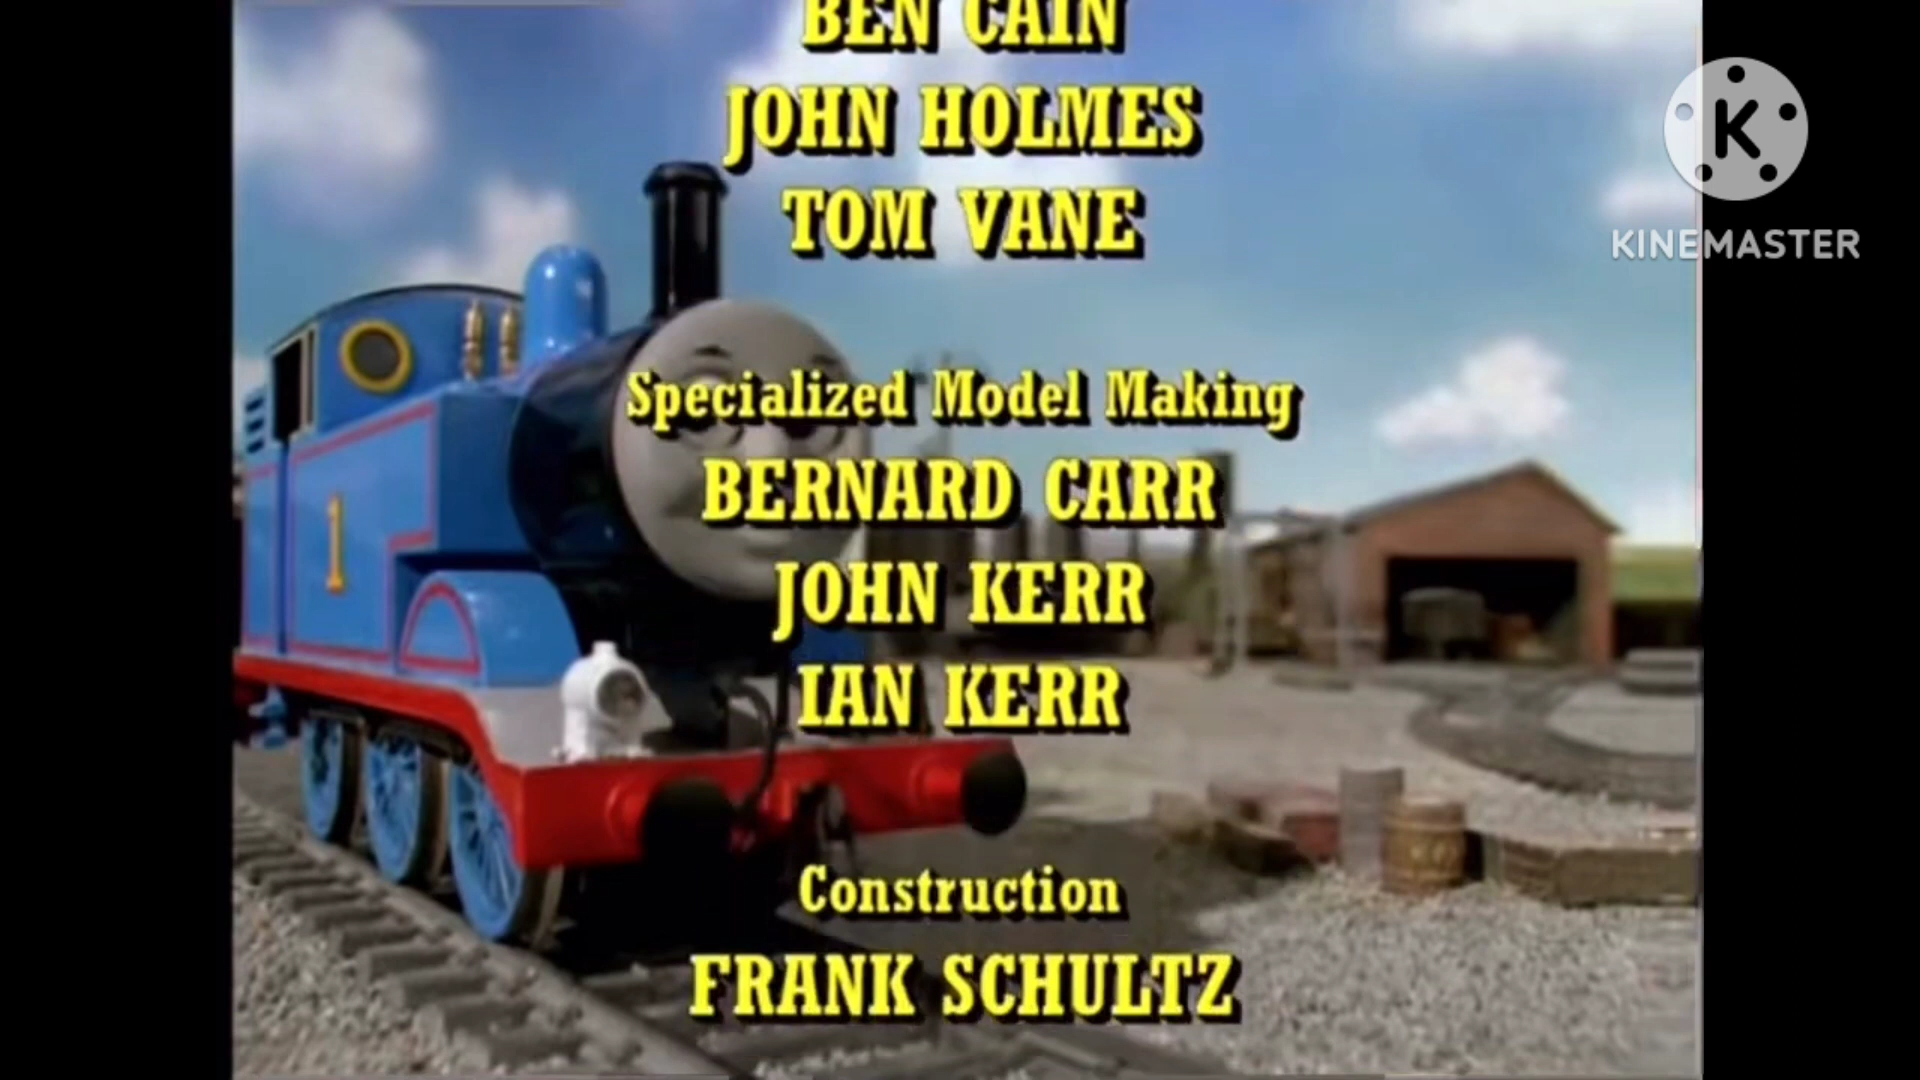 BEN CAIN
JOHN HOLMES
TOM VANE
K
KINEMASTER
Specialized Model Making
BERNARD CARR
JOHN KERR
IAN KERR
1
Construction
FRANK SCHULTZ